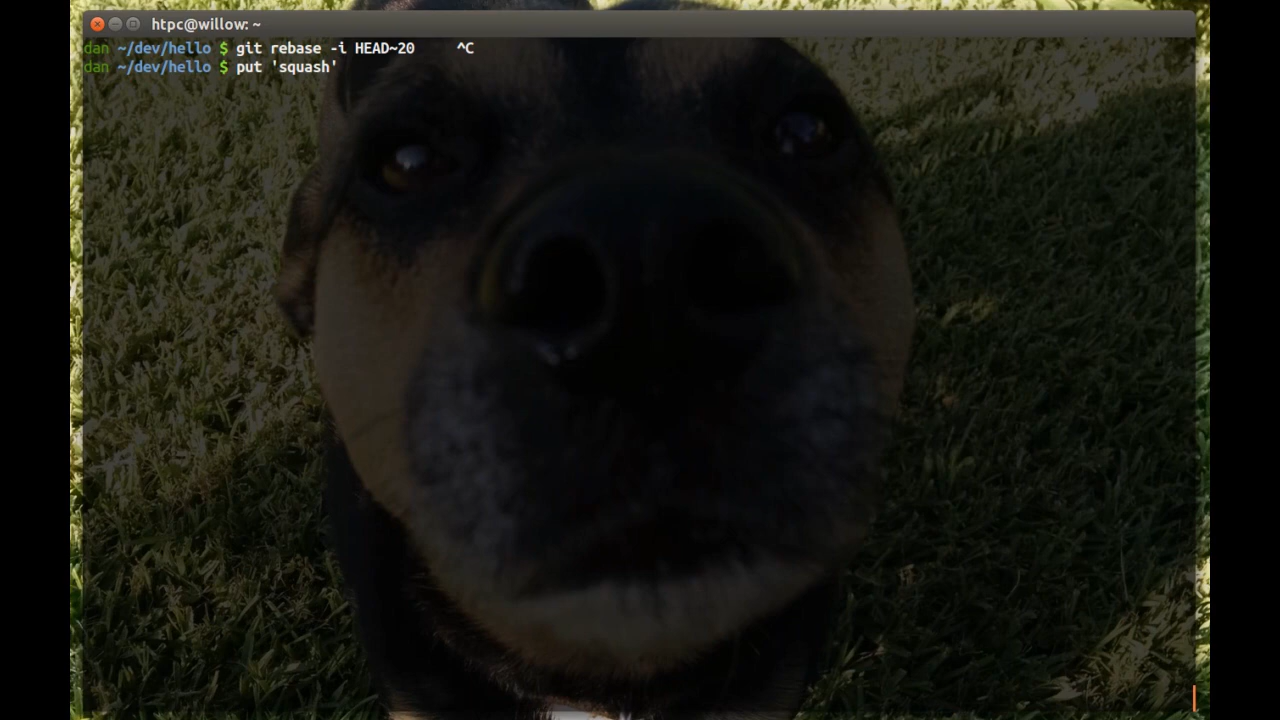 htpc@willow: ~
dan ~/dev/hello $ git rebase -i HEAD~20     ^C
dan ~/dev/hello $ put 'squash'